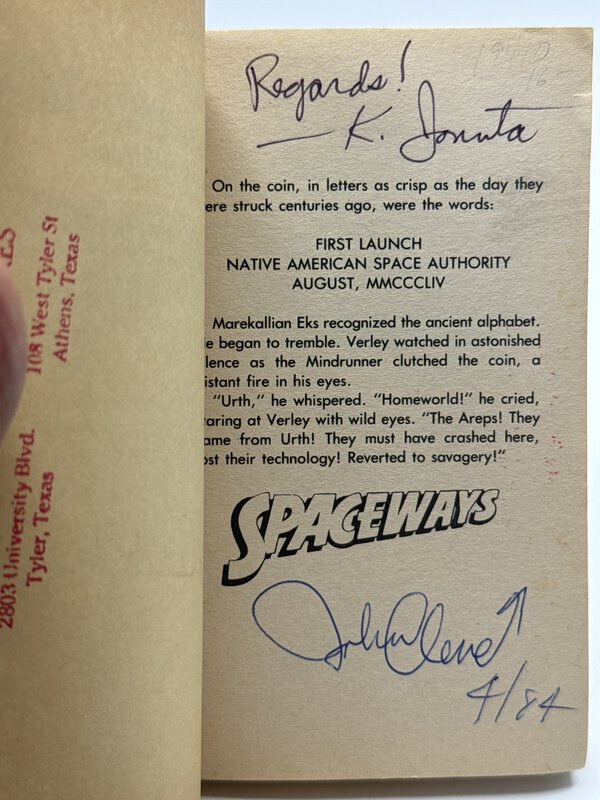 108 West Tyler St
Athens, Texas
2803 University Blvd.
Tyler, Texas
Regards!
— K. Jonuta
On the coin, in letters as crisp as the day they
ere struck centuries ago, were the words:
FIRST LAUNCH
NATIVE AMERICAN SPACE AUTHORITY
AUGUST, MMCCCLIV
Marekallian Eks recognized the ancient alphabet.
e began to tremble. Verley watched in astonished
lence as the Mindrunner clutched the coin, a
istant fire in his eyes.
"Urth," he whispered. "Homeworld!" he cried,
aring at Verley with wild eyes. "The Areps! They
ame from Urth! They must have crashed here,
ost their technology! Reverted to savagery!"
SPACEWAYS
John Cleve
4/84